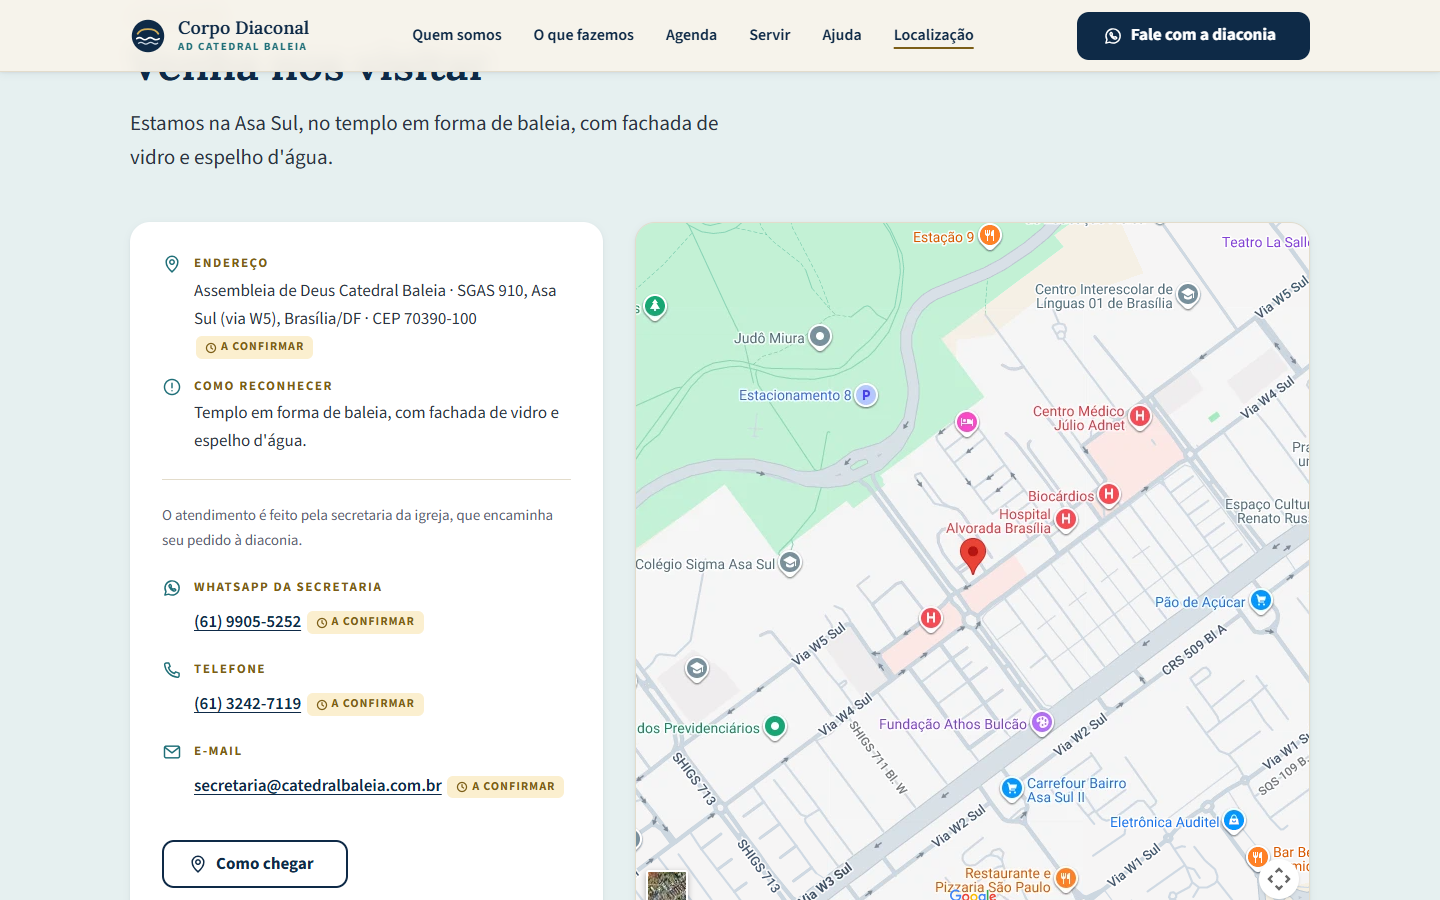 Corpo Diaconal
AD CATEDRAL BALEIA
Quem somos
O que fazemos
Agenda
Servir
Ajuda
Localização
Fale com a diaconia
Venha nos visitar
Estamos na Asa Sul, no templo em forma de baleia, com fachada de
vidro e espelho d'água.
ENDEREÇO
Assembleia de Deus Catedral Baleia · SGAS 910, Asa
Sul (via W5), Brasília/DF · CEP 70390-100
A CONFIRMAR
COMO RECONHECER
Templo em forma de baleia, com fachada de vidro e
espelho d'água.
O atendimento é feito pela secretaria da igreja, que encaminha
seu pedido à diaconia.
WHATSAPP DA SECRETARIA
(61) 9905-5252 A CONFIRMAR
TELEFONE
(61) 3242-7119 A CONFIRMAR
E-MAIL
secretaria@catedralbaleia.com.br A CONFIRMAR
Como chegar
Estação 9
Teatro La Sall
Centro Interescolar de
Línguas 01 de Brasília
Via W5 Sul
Judô Miura
Estacionamento 8
P
Via W4 Sul
Centro Médico
Júlio Adnet
H
Biocárdios
H
Hospital
Alvorada Brasília
H
Espaço Cultur
Renato Rus
Colégio Sigma Asa Sul
Pão de Açúcar
H
Via W5 Sul
CRS 509 Bl A
Via W4 Sul
dos Previdenciários
SHIGS 711 Bl. W
Fundação Athos Bulcão
Via W2 Sul
Via W1 S
SQS 109 B
SHIGS 713
Carrefour Bairro
Asa Sul II
Eletrônica Auditel
Via W2 Sul
SHIGS 713
Via W1 Sul
Via W3 Sul
Restaurante e
Pizzaria São Paulo
Google